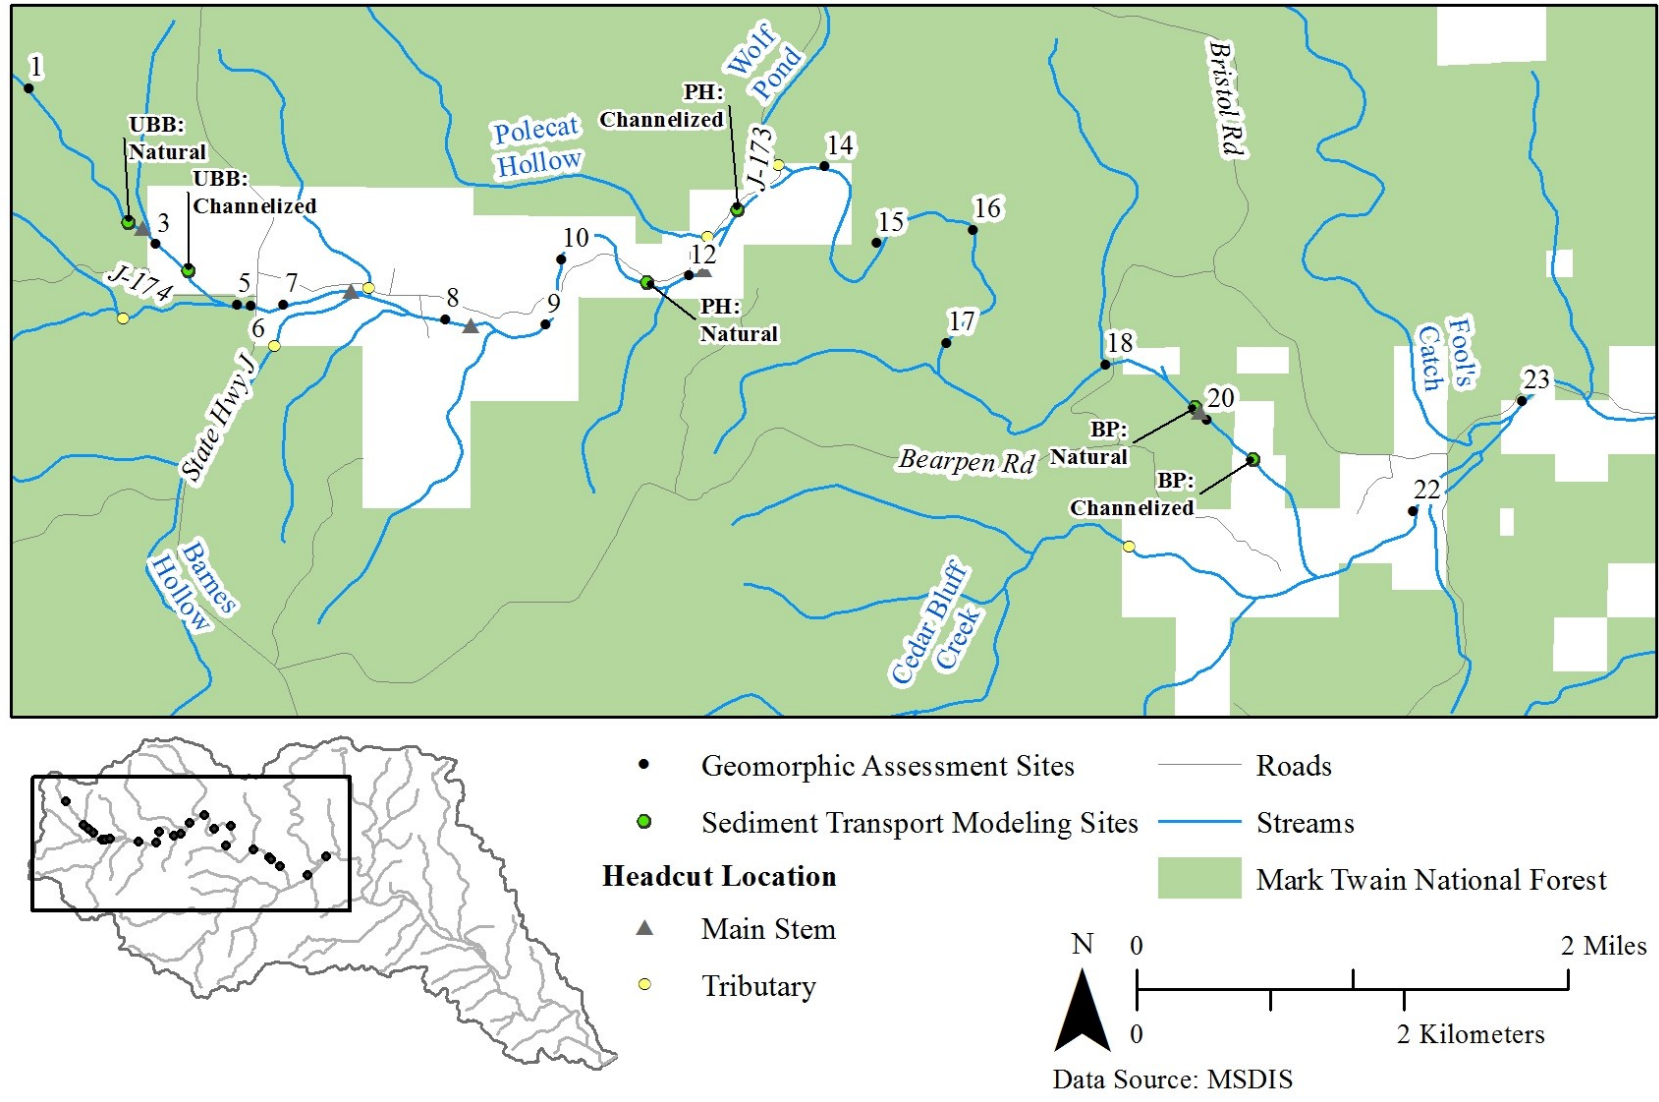 1
Wolf
Pond
Bristol Rd
PH:
Channelized
UBB:
Natural
Polecat
Hollow
J-173
14
UBB:
Channelized
3
15
16
10
12
J-174
5
7
8
9
PH:
Natural
17
6
18
Fool's
Catch
State Hwy J
20
23
BP:
Natural
Bearpen Rd
BP:
Channelized
22
Barnes
Hollow
Cedar Bluff
Creek
Geomorphic Assessment Sites
Sediment Transport Modeling Sites
Headcut Location
Main Stem
Tributary
Roads
Streams
Mark Twain National Forest
N
0
2 Miles
0
2 Kilometers
Data Source: MSDIS